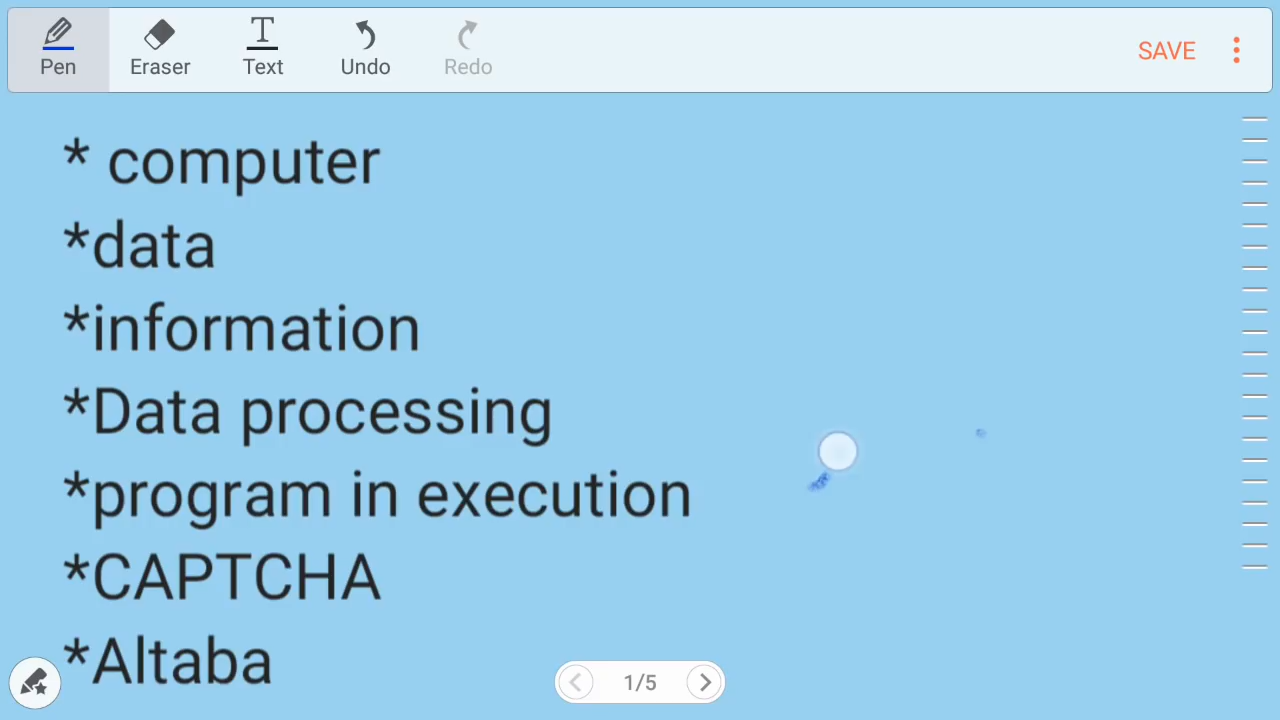 Pen Eraser Text Undo Redo SAVE
* computer
*data
*information
*Data processing
*program in execution
*CAPTCHA
*Altaba
1/5